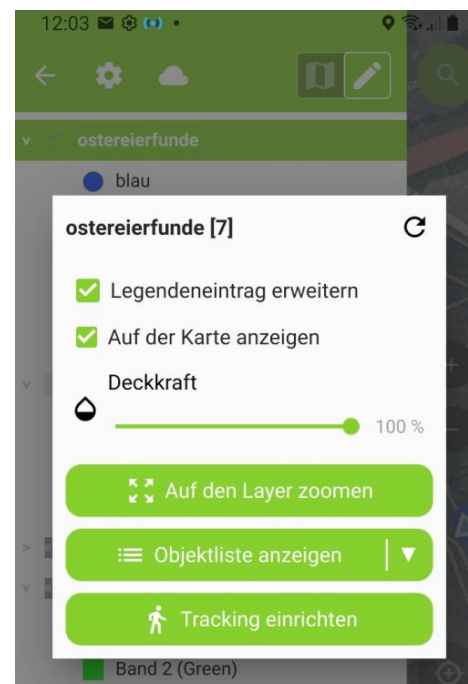 12:03
ostereierfunde
blau
ostereierfunde [7]
Legendeneintrag erweitern
Auf der Karte anzeigen
Deckkraft
100 %
Auf den Layer zoomen
Objektliste anzeigen
Tracking einrichten
Band 2 (Green)